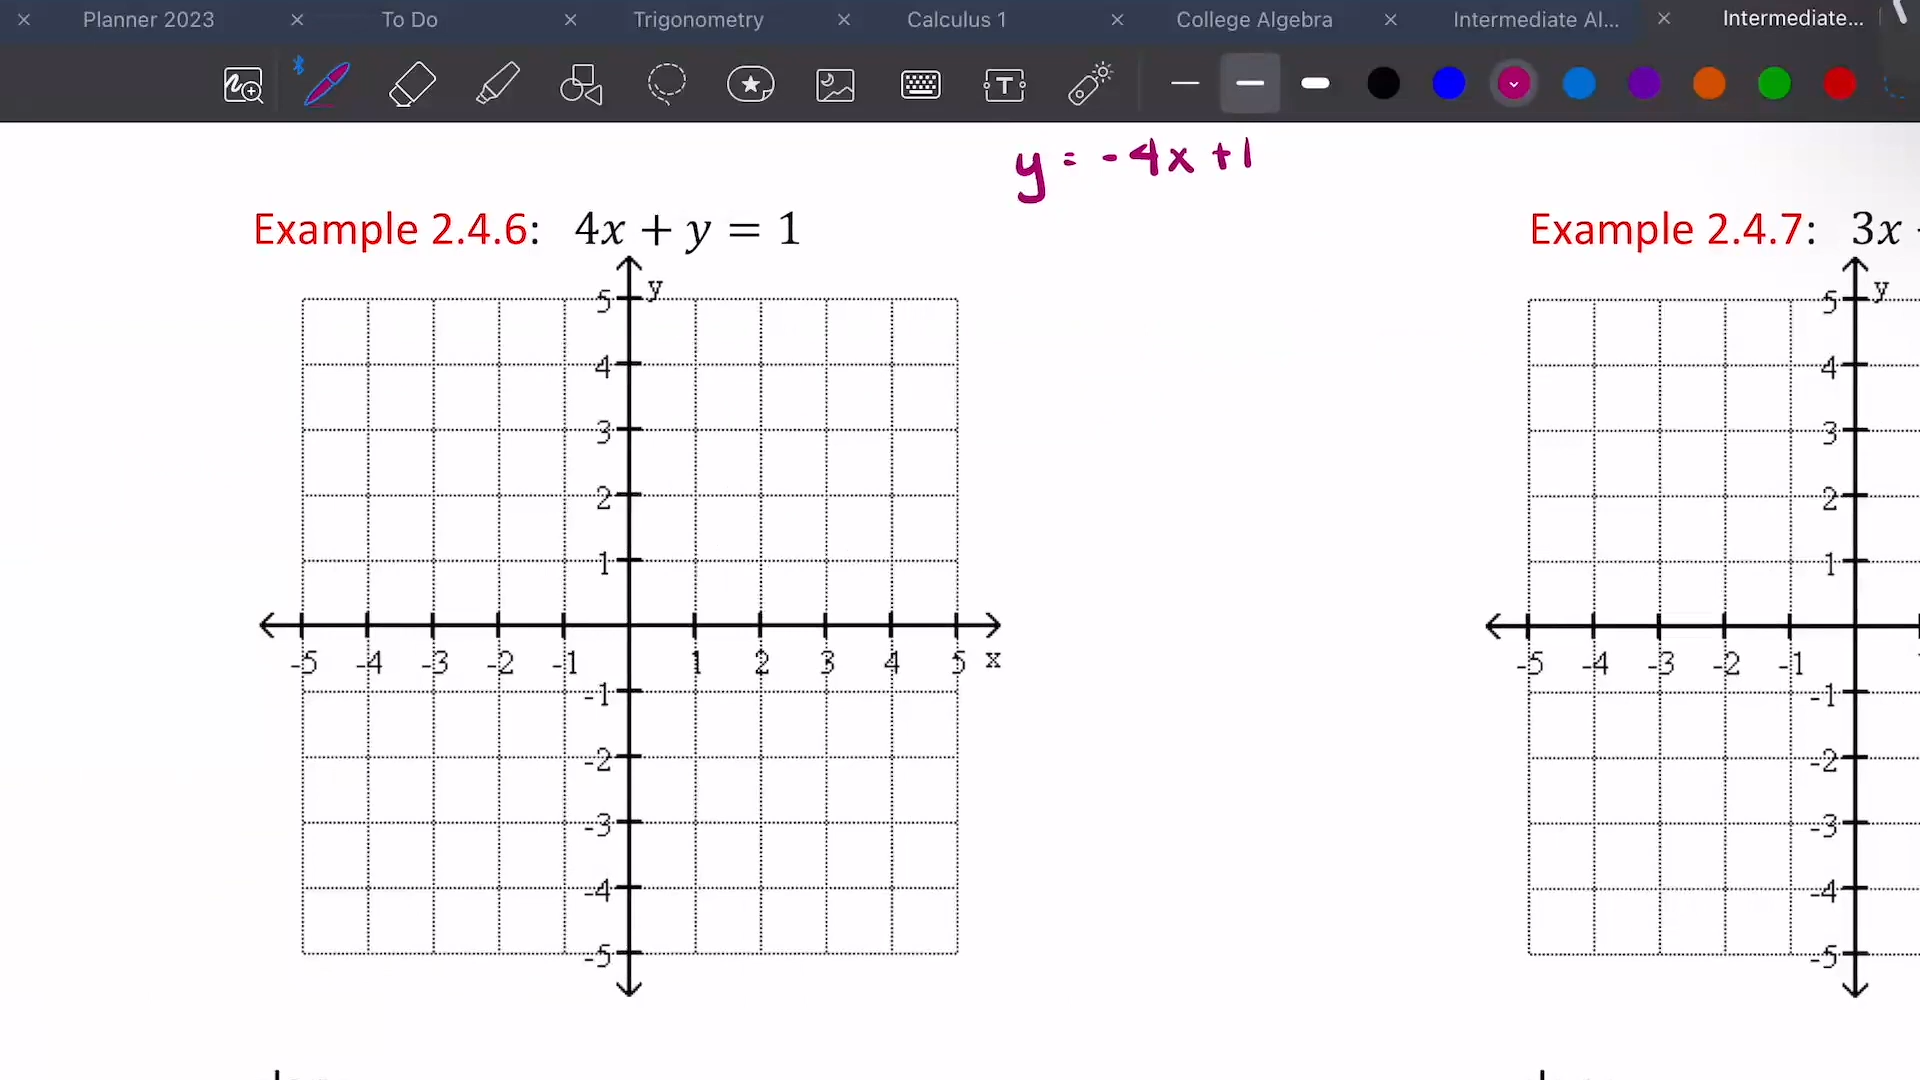 Planner 2023 To Do Trigonometry Calculus 1 College Algebra Intermediate Al... Intermediate...
T
y = -4x +1
Example 2.4.6: 4x + y = 1
Example 2.4.7: 3x
y
5
4
3
2
1
-5 -4 -3 -2 -1 1 2 3 4 5 x
-1
-2
-3
-4
-5
y
5
4
3
2
1
-5 -4 -3 -2 -1
-1
-2
-3
-4
-5